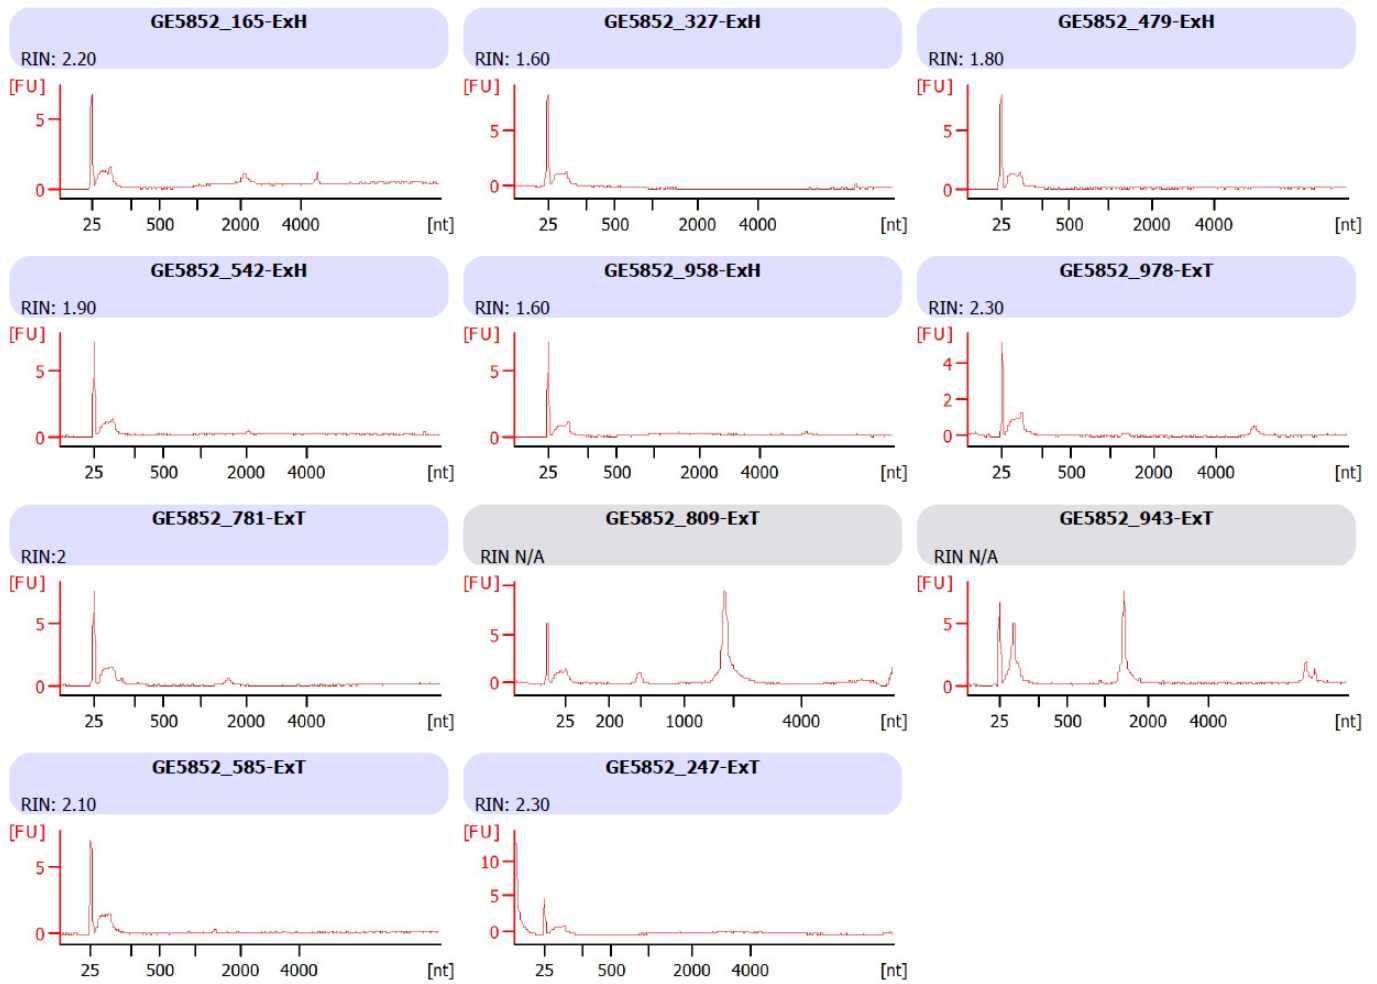 GE5852_165-ExH
RIN: 2.20
[FU]
5
0
25 500 2000 4000 [nt]
GE5852_327-ExH
RIN: 1.60
[FU]
5
0
25 500 2000 4000 [nt]
GE5852_479-ExH
RIN: 1.80
[FU]
5
0
25 500 2000 4000 [nt]
GE5852_542-ExH
RIN: 1.90
[FU]
5
0
25 500 2000 4000 [nt]
GE5852_958-ExH
RIN: 1.60
[FU]
5
0
25 500 2000 4000 [nt]
GE5852_978-ExT
RIN: 2.30
[FU]
4
2
0
25 500 2000 4000 [nt]
GE5852_781-ExT
RIN:2
[FU]
5
0
25 500 2000 4000 [nt]
GE5852_809-ExT
RIN N/A
[FU]
5
0
25 200 1000 4000 [nt]
GE5852_943-ExT
RIN N/A
[FU]
5
0
25 500 2000 4000 [nt]
GE5852_585-ExT
RIN: 2.10
[FU]
5
0
25 500 2000 4000 [nt]
GE5852_247-ExT
RIN: 2.30
[FU]
10
5
0
25 500 2000 4000 [nt]